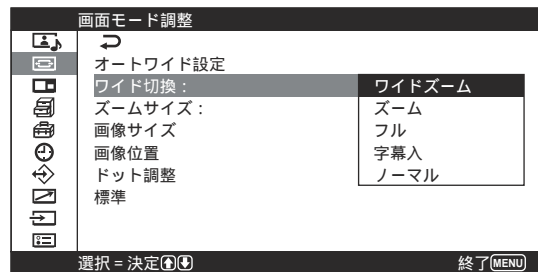 画面モード調整
オートワイド設定
ワイド切換：
ワイドズーム
ズームサイズ：
ズーム
画像サイズ
フル
画像位置
字幕入
ドット調整
ノーマル
標準
選択 = 決定 終了 MENU